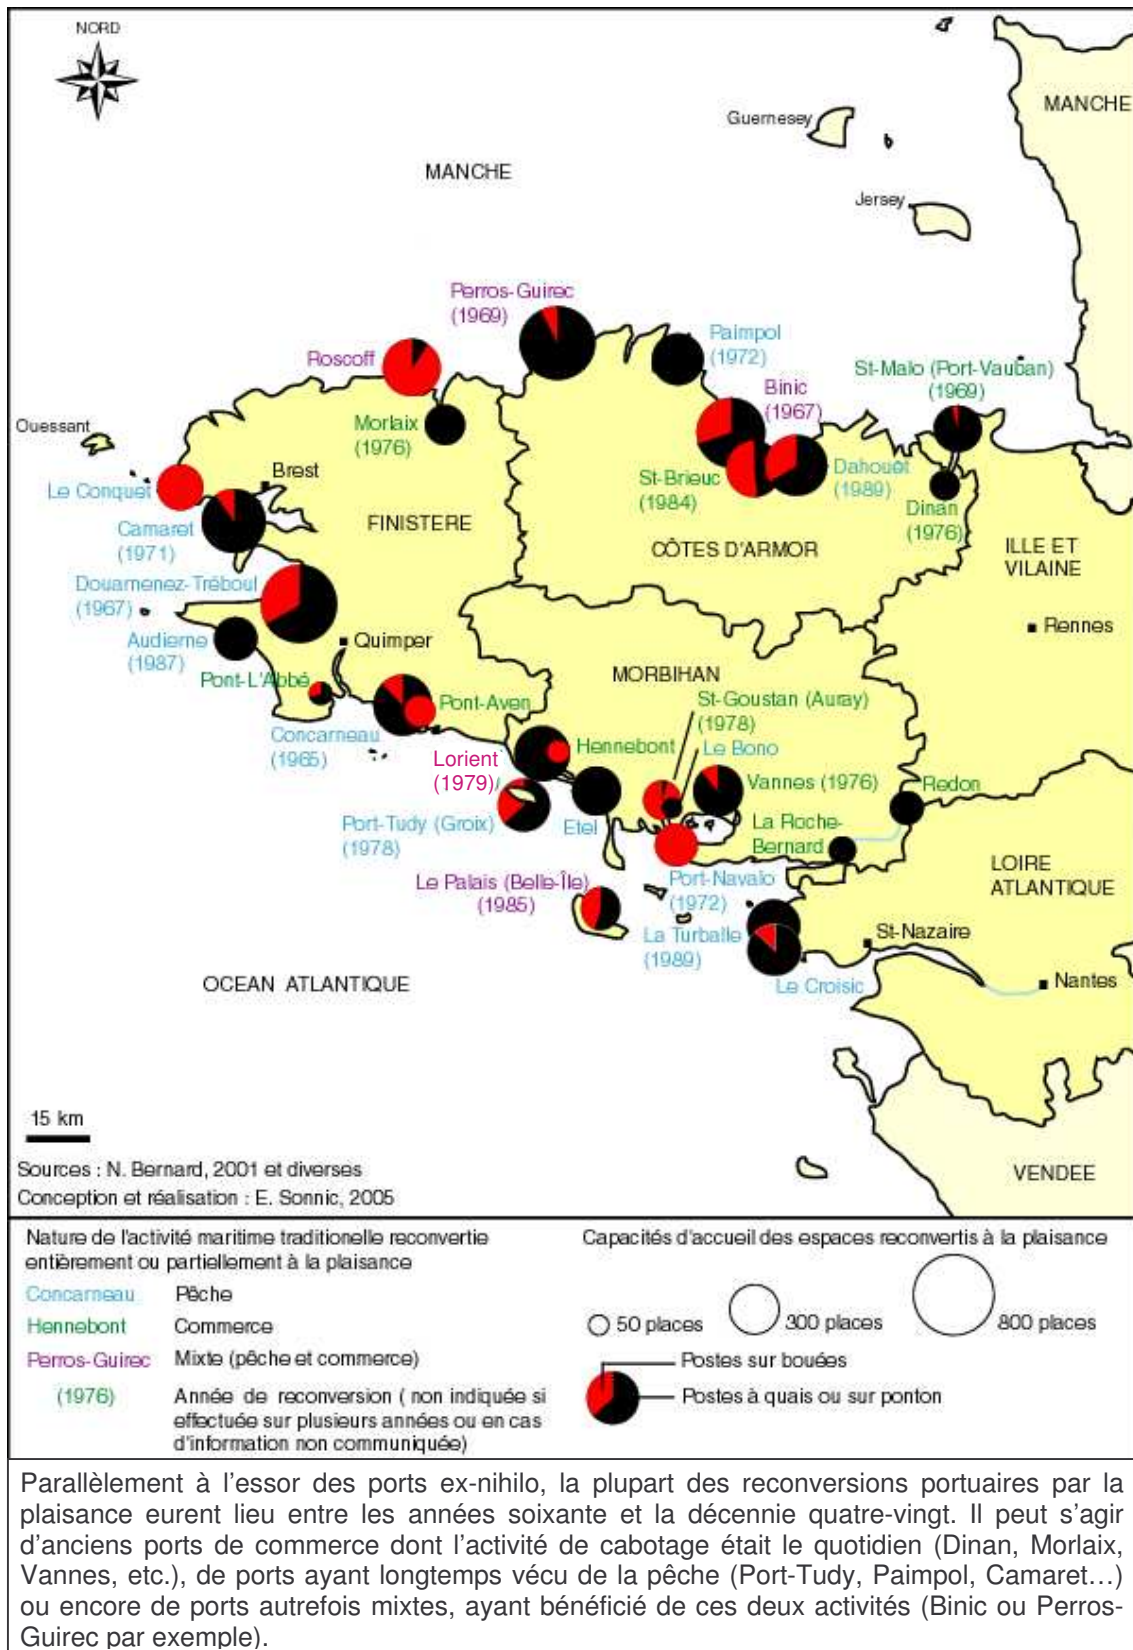 NORD
MANCHE
Guernesey
MANCHE
Jersey
Perros-Guirec
(1969)
Paimpol
(1972)
Roscoff
St-Malo (Port-Vauban)
(1969)
Binic
(1967)
Morlaix
(1976)
Ouessant
Brest
Le Conquet
St-Brieuc
(1984)
Dahouët
(1989)
Dinan
(1976)
Camaret
(1971)
FINISTERE
CÔTES D'ARMOR
ILLE ET
VILAINE
Douarnenez-Tréboul
(1967)
Rennes
Audierne
(1987)
Quimper
Pont-L'Abbé
MORBIHAN
St-Goustan (Auray)
(1978)
Pont-Aven
Concarneau
(1965)
Hennebont
Le Bono
Lorient
(1979)
Vannes (1976)
Redon
Port-Tudy (Groix)
(1978)
Etel
La Roche-
Bernard
LOIRE
ATLANTIQUE
Le Palais (Belle-Île)
(1985)
Port-Navalo
(1972)
La Turballe
(1989)
St-Nazaire
Le Croisic
Nantes
OCEAN ATLANTIQUE
15 km
VENDEE
Sources : N. Bernard, 2001 et diverses
Conception et réalisation : E. Sonnic, 2005
Nature de l'activité maritime traditionelle reconvertie
entièrement ou partiellement à la plaisance
Concarneau Pêche
Hennebont Commerce
Perros-Guirec Mixte (pêche et commerce)
(1976) Année de reconversion ( non indiquée si
effectuée sur plusieurs années ou en cas
d'information non communiquée)
Capacités d'accueil des espaces reconvertis à la plaisance
50 places
300 places
800 places
Postes sur bouées
Postes à quais ou sur ponton
Parallèlement à l'essor des ports ex-nihilo, la plupart des reconversions portuaires par la
plaisance eurent lieu entre les années soixante et la décennie quatre-vingt. Il peut s'agir
d'anciens ports de commerce dont l'activité de cabotage était le quotidien (Dinan, Morlaix,
Vannes, etc.), de ports ayant longtemps vécu de la pêche (Port-Tudy, Paimpol, Camaret…)
ou encore de ports autrefois mixtes, ayant bénéficié de ces deux activités (Binic ou Perros-
Guirec par exemple).